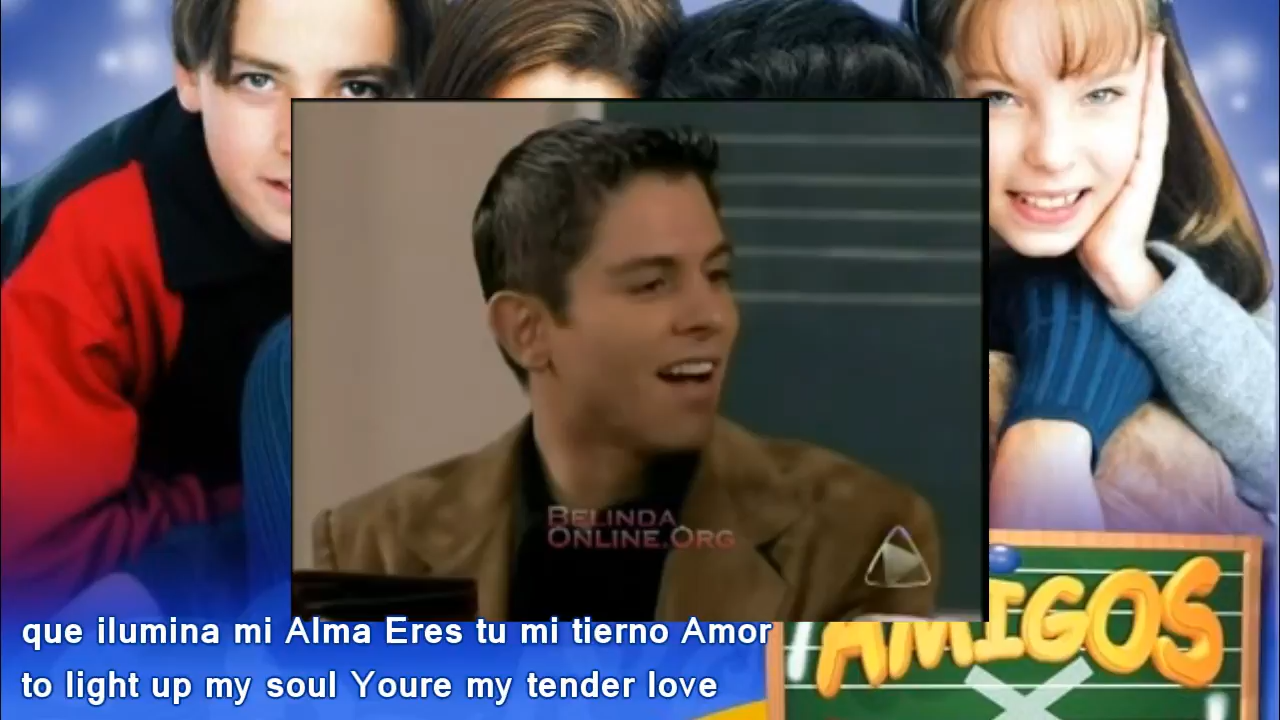 BELINDA
ONLINE.ORG
AMIGOS
X
que ilumina mi Alma Eres tu mi tierno Amor
to light up my soul Youre my tender love